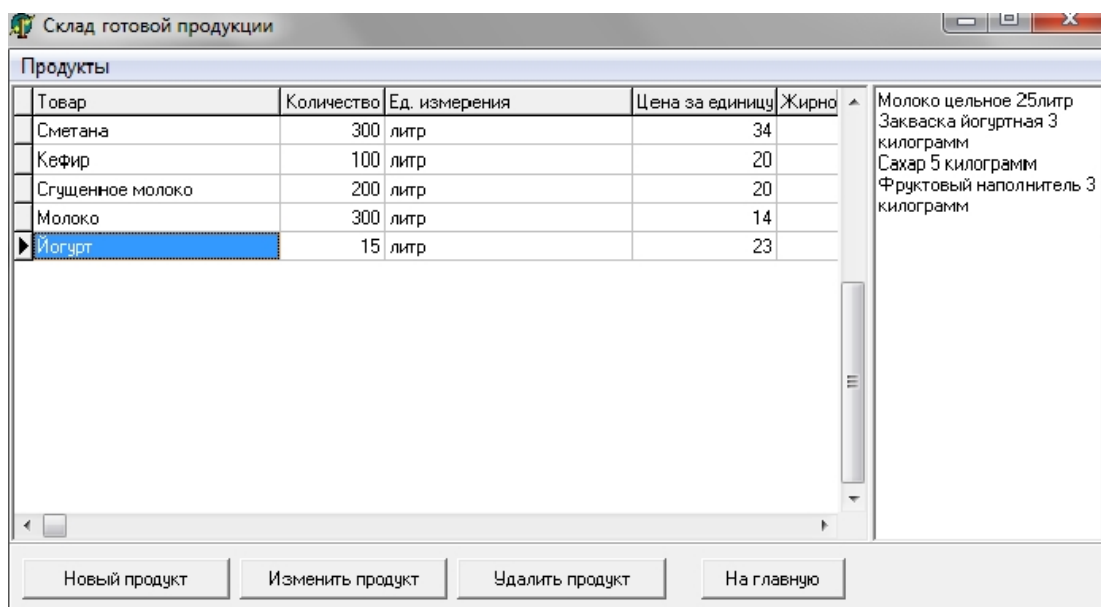 Склад готовой продукции
Продукты
Товар Количество Ед. измерения Цена за единицу Жирно
Сметана 300 литр 34
Кефир 100 литр 20
Сгущенное молоко 200 литр 20
Молоко 300 литр 14
Йогурт 15 литр 23
Молоко цельное 25литр
Закваска йогуртная 3
килограмм
Сахар 5 килограмм
Фруктовый наполнитель 3
килограмм
Новый продукт Изменить продукт Удалить продукт На главную